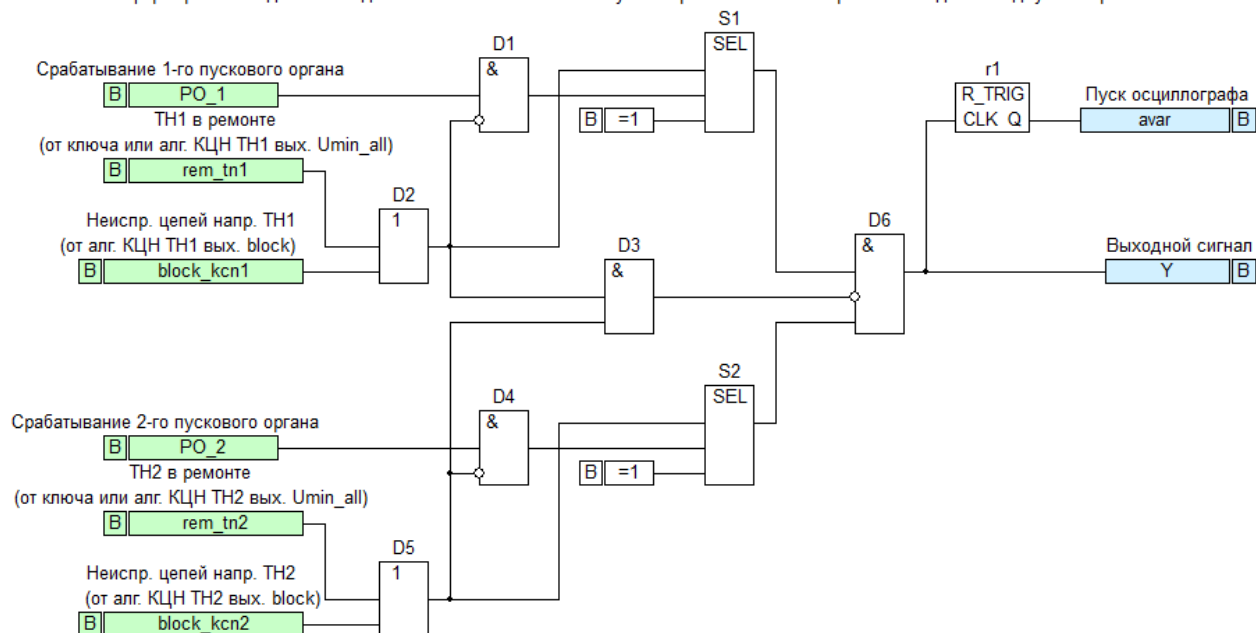 S1
SEL
D1
&
r1
R_TRIG
CLK Q
Срабатывание 1-го пускового органа
B PO_1
B =1
Пуск осциллографа
avar B
ТН1 в ремонте
(от ключа или алг. КЦН ТН1 вых. Umin_all)
B rem_tn1
D2
1
Неиспр. цепей напр. ТН1
(от алг. КЦН ТН1 вых. block)
B block_kcn1
D3
&
D6
&
Выходной сигнал
Y B
S2
SEL
D4
&
Срабатывание 2-го пускового органа
B PO_2
B =1
ТН2 в ремонте
(от ключа или алг. КЦН ТН2 вых. Umin_all)
B rem_tn2
D5
1
Неиспр. цепей напр. ТН2
(от алг. КЦН ТН2 вых. block)
B block_kcn2